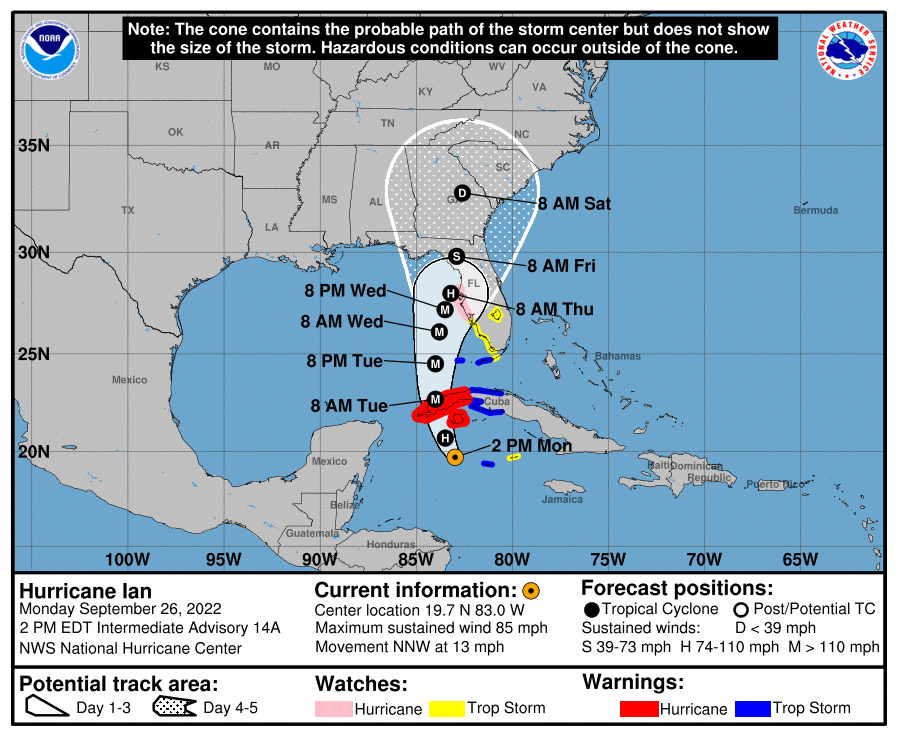 Note: The cone contains the probable path of the storm center but does not show
the size of the storm. Hazardous conditions can occur outside of the cone.
NOAA
NATIONAL WEATHER SERVICE
KS
MO
WV
VA
KY
OK
TN
NC
35N
AR
SC
MS
AL
TX
D
8 AM Sat
Bermuda
LA
30N
S
8 AM Fri
FL
8 PM Wed
H
M
8 AM Thu
8 AM Wed
M
25N
8 PM Tue
M
Bahamas
Mexico
8 AM Tue
M
Cuba
H
2 PM Mon
20N
Mexico
Haiti
Dominican
Republic
Puerto Rico
Jamaica
Belize
Guatemala
Honduras
100W
95W
90W
85W
80W
75W
70W
65W
Hurricane Ian
Monday September 26, 2022
2 PM EDT Intermediate Advisory 14A
NWS National Hurricane Center
Current information:
Center location 19.7 N 83.0 W
Maximum sustained wind 85 mph
Movement NNW at 13 mph
Forecast positions:
Tropical Cyclone Post/Potential TC
Sustained winds: D < 39 mph
S 39-73 mph H 74-110 mph M > 110 mph
Potential track area:
Day 1-3 Day 4-5
Watches:
Hurricane Trop Storm
Warnings:
Hurricane Trop Storm